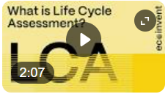 What is Life Cycle
Assessment?
LCA
ecoinvent
2:07